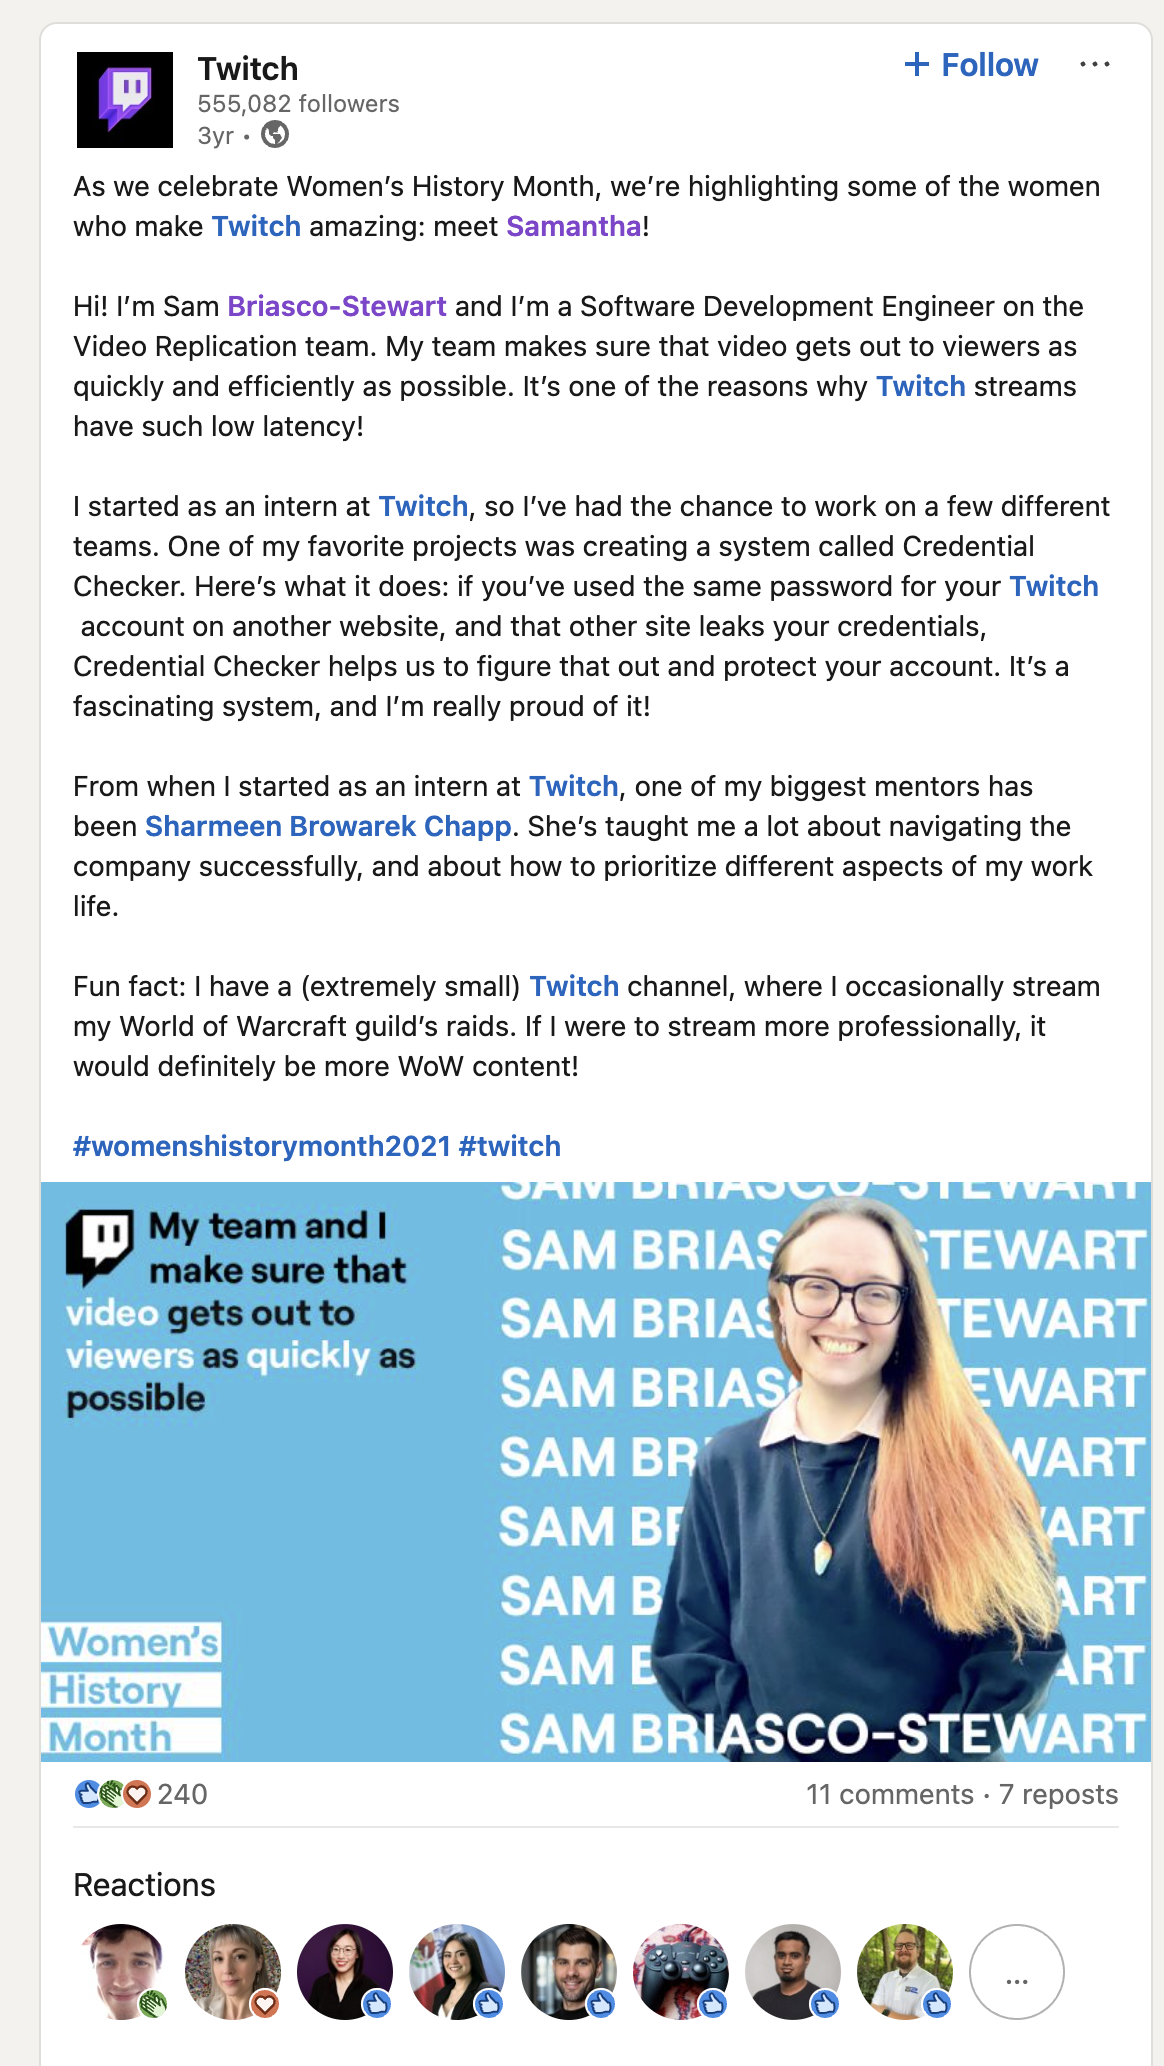 Twitch
555,082 followers
3yr •
+ Follow ...
As we celebrate Women’s History Month, we’re highlighting some of the women
who make Twitch amazing: meet Samantha!
Hi! I’m Sam Briasco-Stewart and I’m a Software Development Engineer on the
Video Replication team. My team makes sure that video gets out to viewers as
quickly and efficiently as possible. It’s one of the reasons why Twitch streams
have such low latency!
I started as an intern at Twitch, so I’ve had the chance to work on a few different
teams. One of my favorite projects was creating a system called Credential
Checker. Here’s what it does: if you’ve used the same password for your Twitch
account on another website, and that other site leaks your credentials,
Credential Checker helps us to figure that out and protect your account. It’s a
fascinating system, and I’m really proud of it!
From when I started as an intern at Twitch, one of my biggest mentors has
been Sharmeen Browarek Chapp. She’s taught me a lot about navigating the
company successfully, and about how to prioritize different aspects of my work
life.
Fun fact: I have a (extremely small) Twitch channel, where I occasionally stream
my World of Warcraft guild’s raids. If I were to stream more professionally, it
would definitely be more WoW content!
#womenshistorymonth2021 #twitch
My team and I
make sure that
video gets out to
viewers as quickly as
possible
Women’s
History
Month
SAM BRIASCO-STEWART
SAM BRIAS STEWART
SAM BRIAS TEWART
SAM BRIAS EWART
SAM BR WART
SAM B ART
SAM B ART
SAM B ART
SAM BRIASCO-STEWART
240
11 comments • 7 reposts
Reactions
...